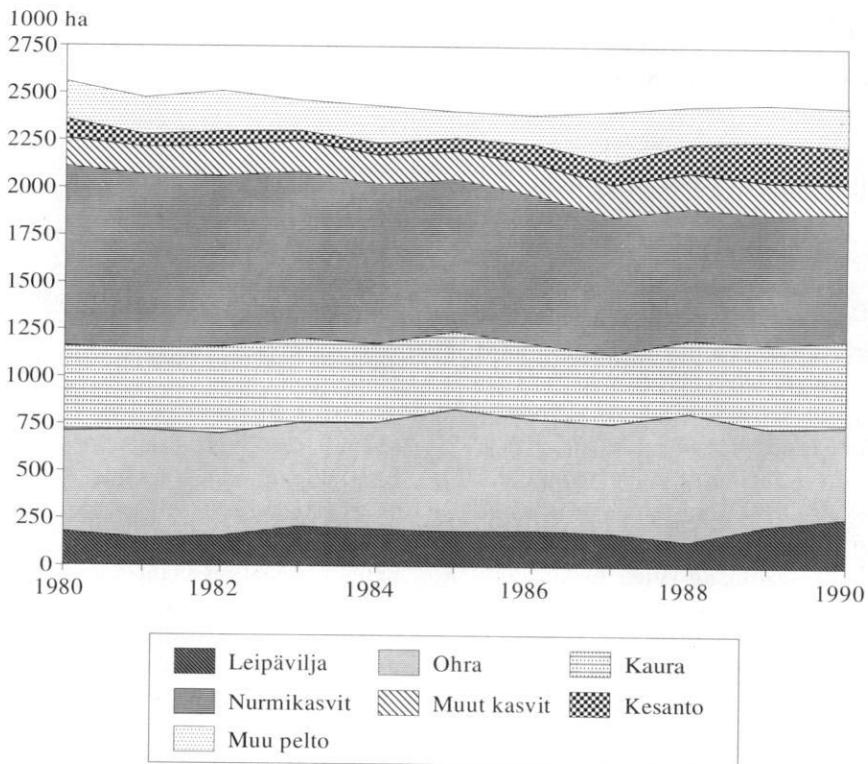 1000 ha
2750
2500
2250
2000
1750
1500
1250
1000
750
500
250
0
1980 1982 1984 1986 1988 1990
Leipävilja Ohra Kaura
Nurmikasvit Muut kasvit Kesanto
Muu pelto